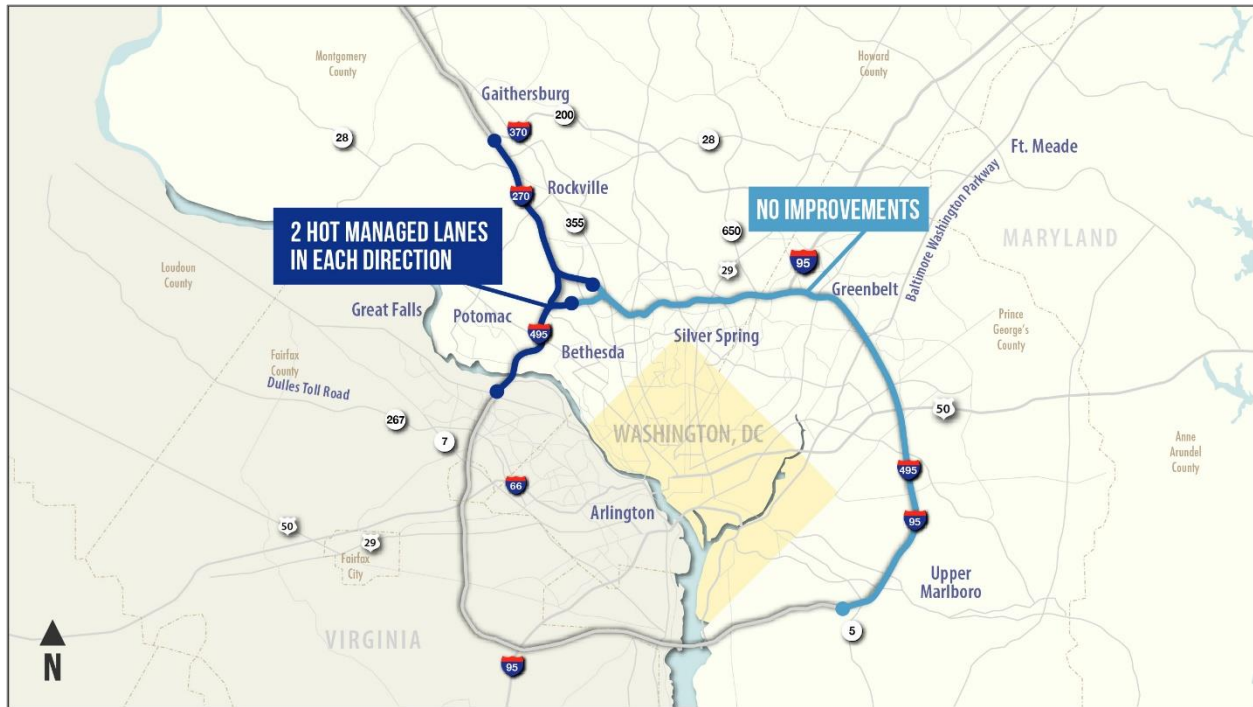 Montgomery
County
Howard
County
Gaithersburg
370
200
28
28
Ft. Meade
270
Rockville
NO IMPROVEMENTS
355
650
2 HOT MANAGED LANES
IN EACH DIRECTION
29
95
Baltimore Washington Parkway
MARYLAND
Loudoun
County
Greenbelt
Great Falls
Potomac
495
Silver Spring
Prince
George's
County
Bethesda
Fairfax
County
Dulles Toll Road
267
7
50
WASHINGTON, DC
Anne
Arundel
County
66
495
Arlington
95
50
29
Fairfax
City
Upper
Marlboro
5
VIRGINIA
N
95